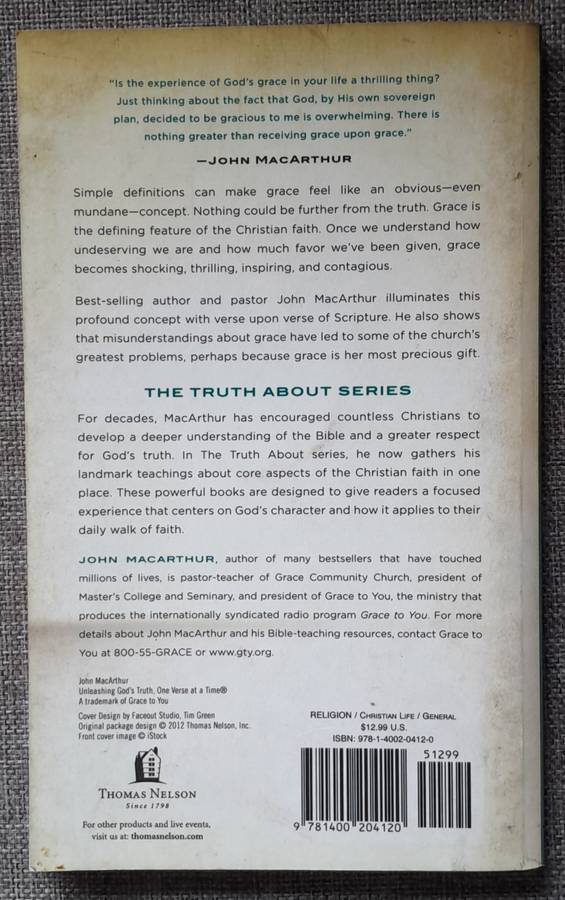 “Is the experience of God’s grace in your life a thrilling thing?
Just thinking about the fact that God, by His own sovereign
plan, decided to be gracious to me is overwhelming. There is
nothing greater than receiving grace upon grace.”
—JOHN MACARTHUR
Simple definitions can make grace feel like an obvious—even
mundane—concept. Nothing could be further from the truth. Grace is
the defining feature of the Christian faith. Once we understand how
undeserving we are and how much favor we’ve been given, grace
becomes shocking, thrilling, inspiring, and contagious.
Best-selling author and pastor John MacArthur illuminates this
profound concept with verse upon verse of Scripture. He also shows
that misunderstandings about grace have led to some of the church’s
greatest problems, perhaps because grace is her most precious gift.
THE TRUTH ABOUT SERIES
For decades, MacArthur has encouraged countless Christians to
develop a deeper understanding of the Bible and a greater respect
for God’s truth. In The Truth About series, he now gathers his
landmark teachings about core aspects of the Christian faith in one
place. These powerful books are designed to give readers a focused
experience that centers on God’s character and how it applies to their
daily walk of faith.
JOHN MACARTHUR, author of many bestsellers that have touched
millions of lives, is pastor-teacher of Grace Community Church, president of
Master’s College and Seminary, and president of Grace to You, the ministry that
produces the internationally syndicated radio program Grace to You. For more
details about John MacArthur and his Bible-teaching resources, contact Grace to
You at 800-55-GRACE or www.gty.org.
John MacArthur
Unleashing God’s Truth, One Verse at a Time®
A trademark of Grace to You
Cover Design by Faceout Studio, Tim Green
Original package design © 2012 Thomas Nelson, Inc.
Front cover image © iStock
THOMAS NELSON
Since 1798
For other products and live events,
visit us at: thomasnelson.com
RELIGION / CHRISTIAN LIFE / GENERAL
$12.99 U.S.
ISBN: 978-1-4002-0412-0
51299
9 781400 204120